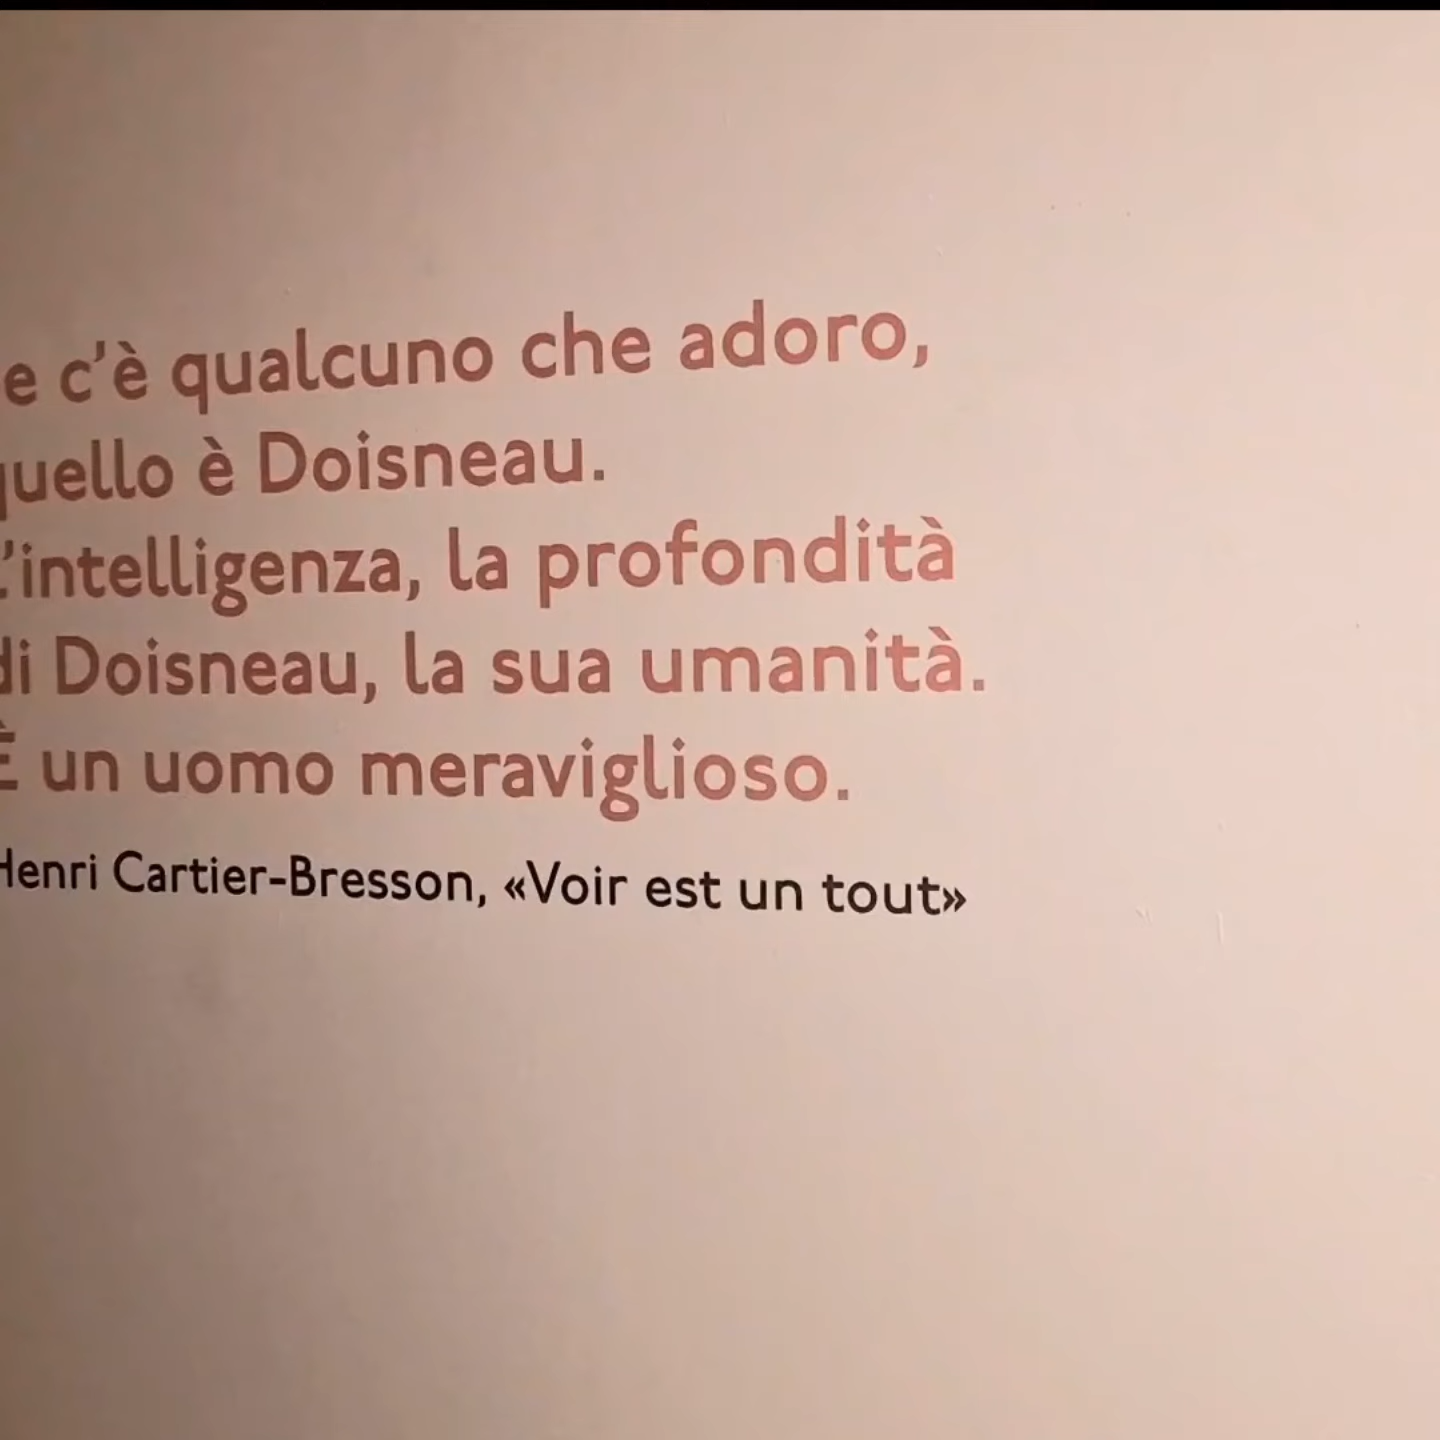 e c'è qualcuno che adoro,
quello è Doisneau.
L'intelligenza, la profondità
di Doisneau, la sua umanità.
È un uomo meraviglioso.
Henri Cartier-Bresson, «Voir est un tout»